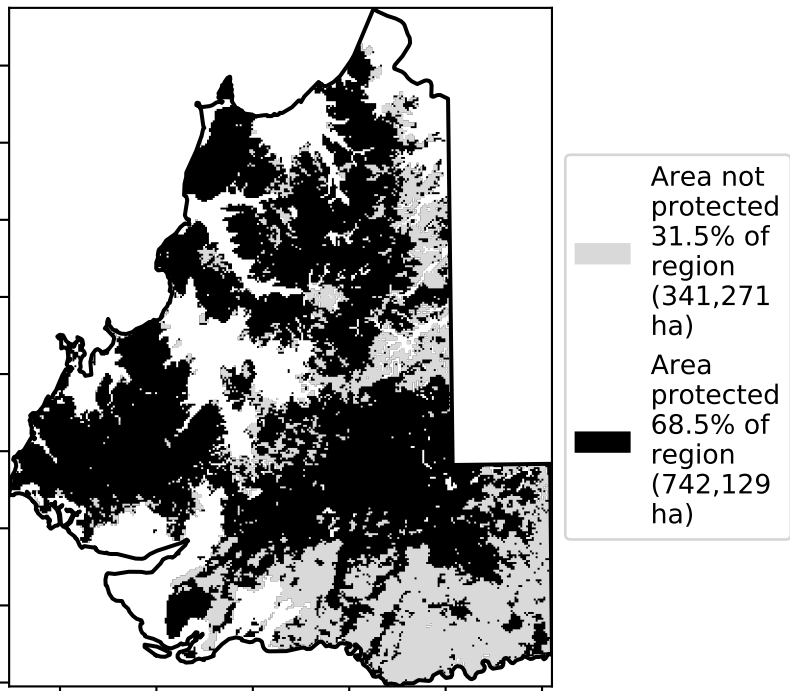 Area not
protected
31.5% of
region
(341,271
ha)
Area
protected
68.5% of
region
(742,129
ha)